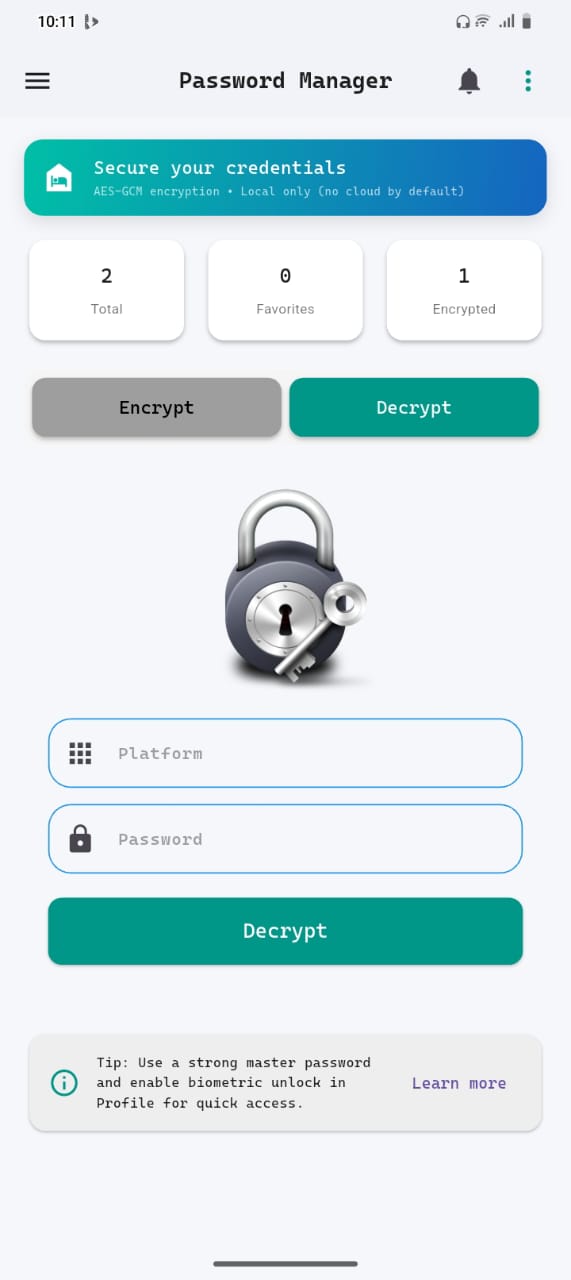 10:11
Password Manager
Secure your credentials
AES-GCM encryption • Local only (no cloud by default)
2
Total
0
Favorites
1
Encrypted
Encrypt
Decrypt
Platform
Password
Decrypt
Tip: Use a strong master password
and enable biometric unlock in
Profile for quick access.
Learn more